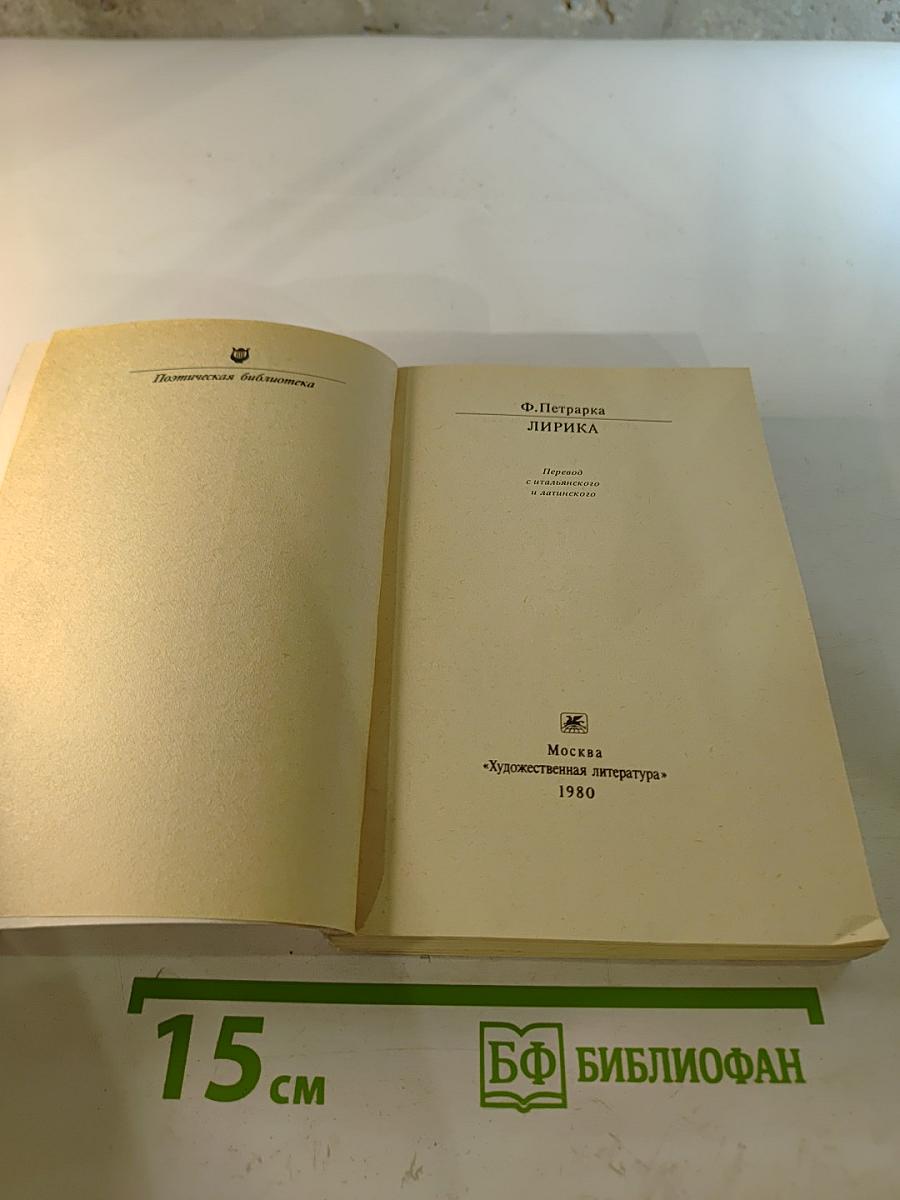 Поэтическая библиотека
Ф.Петрарка
ЛИРИКА
Перевод
с итальянского
и латинского
Москва
«Художественная литература»
1980
15 см
БФ БИБЛИОФАН